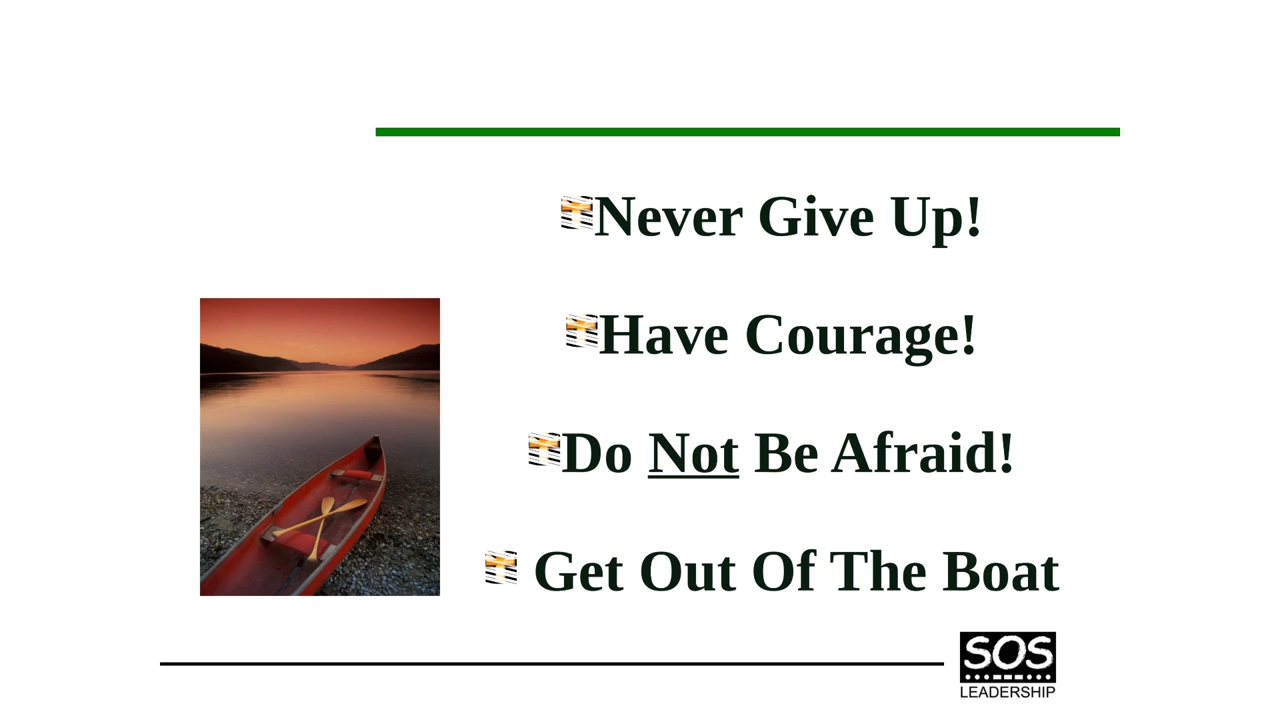 Never Give Up!
Have Courage!
Do Not Be Afraid!
Get Out Of The Boat
SOS
LEADERSHIP